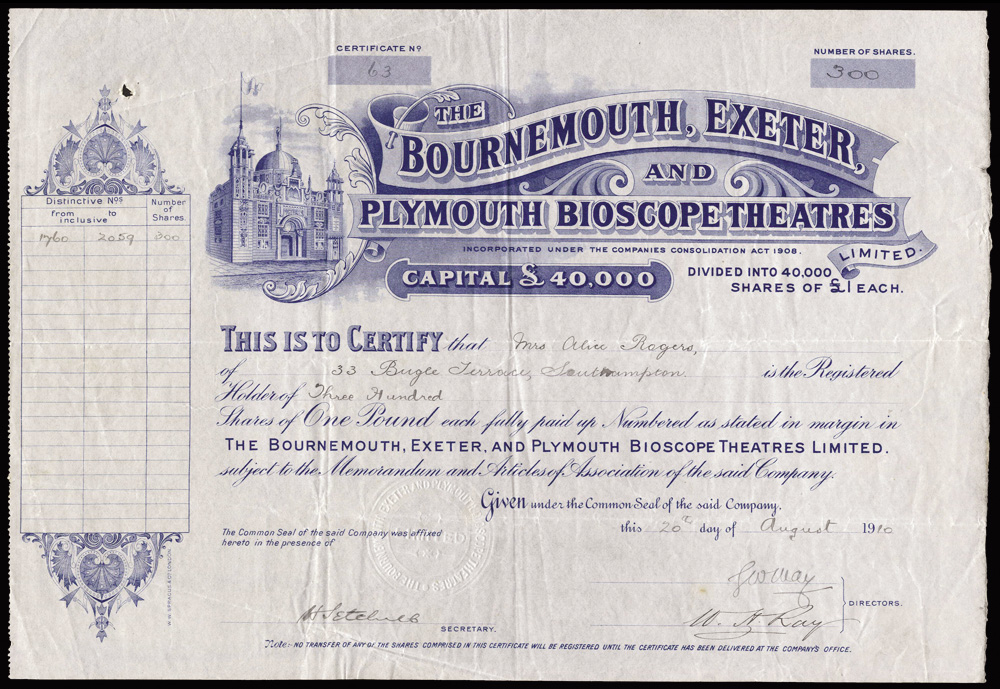 CERTIFICATE Nº
63
NUMBER OF SHARES.
300
THE
BOURNEMOUTH, EXETER,
AND
PLYMOUTH BIOSCOPE THEATRES
LIMITED.
INCORPORATED UNDER THE COMPANIES CONSOLIDATION ACT 1908.
CAPITAL £40,000
DIVIDED INTO 40,000
SHARES OF £1 EACH.
Distinctive Nos.
Number of Shares.
from to
inclusive
1760 2059 300
THIS IS TO CERTIFY that Mrs Alice Rogers,
of 33 Bugle Terrace, Southampton. is the Registered
Holder of Three Hundred
Shares of One Pound each fully paid up Numbered as stated in margin in
THE BOURNEMOUTH, EXETER, AND PLYMOUTH BIOSCOPE THEATRES LIMITED.
subject to the Memorandum and Articles of Association of the said Company.
Given under the Common Seal of the said Company.
this 20th day of August 1910
The Common Seal of the said Company was affixed
hereto in the presence of
DIRECTORS.
W. H. Ray
SECRETARY.
Note:- NO TRANSFER OF ANY OF THE SHARES COMPRISED IN THIS CERTIFICATE WILL BE REGISTERED UNTIL THE CERTIFICATE HAS BEEN DELIVERED AT THE COMPANY'S OFFICE.
W. W. SPRAGUE & CO LONDON